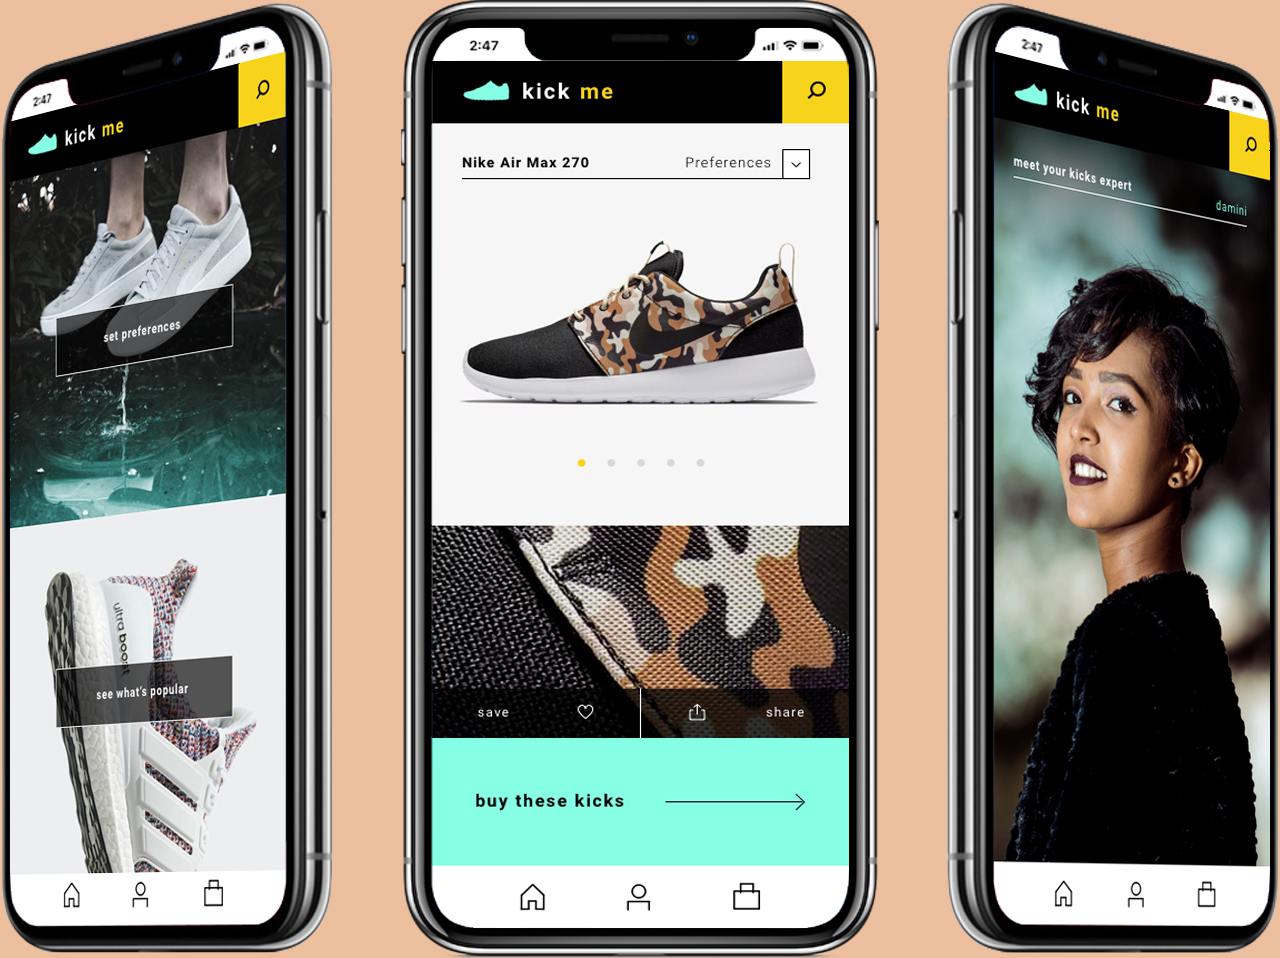 2:47
kick me
set preferences
ultra boost
see what's popular
2:47
kick me
Nike Air Max 270
Preferences
save
share
buy these kicks
2:47
kick me
meet your kicks expert
damini